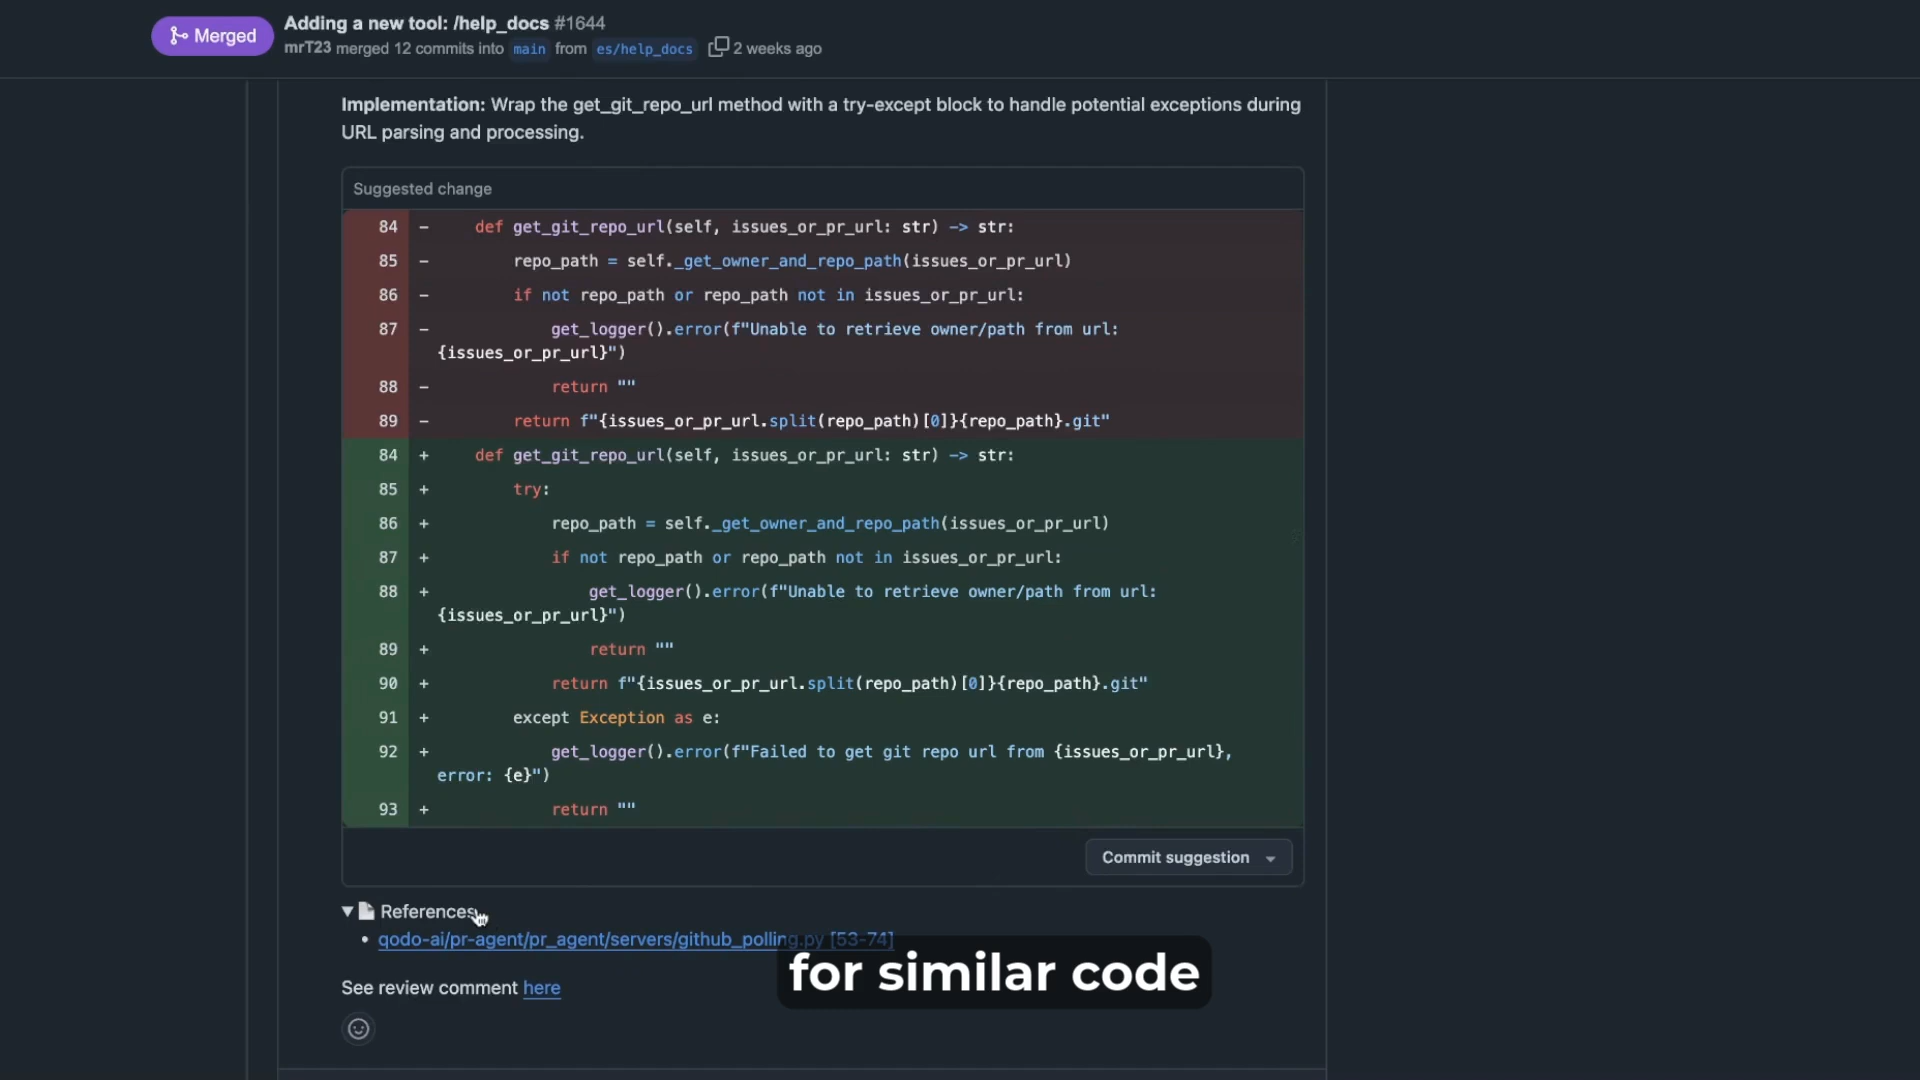 Merged
Adding a new tool: /help_docs #1644
mrT23 merged 12 commits into main from es/help_docs 2 weeks ago
Implementation: Wrap the get_git_repo_url method with a try-except block to handle potential exceptions during
URL parsing and processing.
Suggested change
84 - def get_git_repo_url(self, issues_or_pr_url: str) -> str:
85 - repo_path = self._get_owner_and_repo_path(issues_or_pr_url)
86 - if not repo_path or repo_path not in issues_or_pr_url:
87 - get_logger().error(f"Unable to retrieve owner/path from url:
{issues_or_pr_url}")
88 - return ""
89 - return f"{issues_or_pr_url.split(repo_path)[0]}{repo_path}.git"
84 + def get_git_repo_url(self, issues_or_pr_url: str) -> str:
85 + try:
86 + repo_path = self._get_owner_and_repo_path(issues_or_pr_url)
87 + if not repo_path or repo_path not in issues_or_pr_url:
88 + get_logger().error(f"Unable to retrieve owner/path from url:
{issues_or_pr_url}")
89 + return ""
90 + return f"{issues_or_pr_url.split(repo_path)[0]}{repo_path}.git"
91 + except Exception as e:
92 + get_logger().error(f"Failed to get git repo url from {issues_or_pr_url},
error: {e}")
93 + return ""
Commit suggestion
References
qodo-ai/pr-agent/pr_agent/servers/github_polling.py [53-74]
for similar code
See review comment here